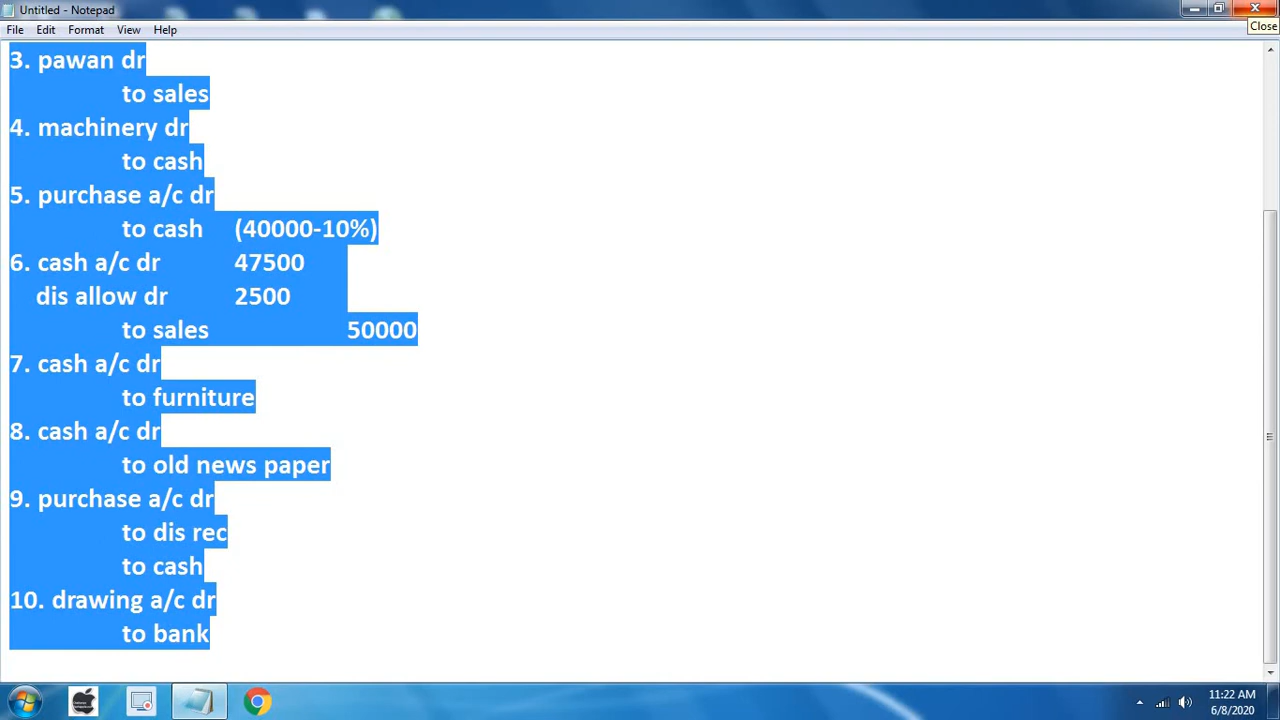 Untitled - Notepad
File Edit Format View Help
Close
3. pawan dr
to sales
4. machinery dr
to cash
5. purchase a/c dr
to cash (40000-10%)
6. cash a/c dr 47500
dis allow dr 2500
to sales 50000
7. cash a/c dr
to furniture
8. cash a/c dr
to old news paper
9. purchase a/c dr
to dis rec
to cash
10. drawing a/c dr
to bank
11:22 AM
6/8/2020